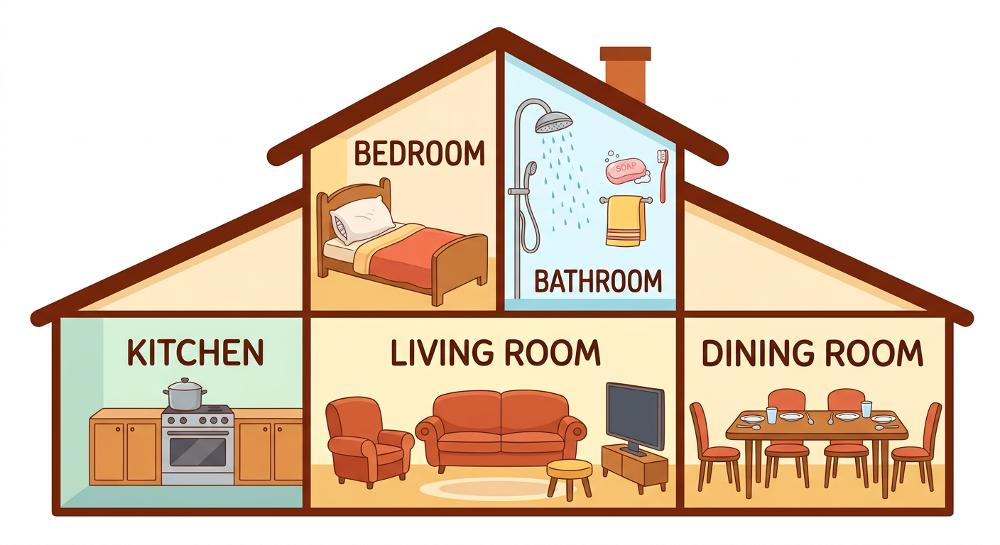 BEDROOM
SOAP
BATHROOM
KITCHEN
LIVING ROOM
DINING ROOM